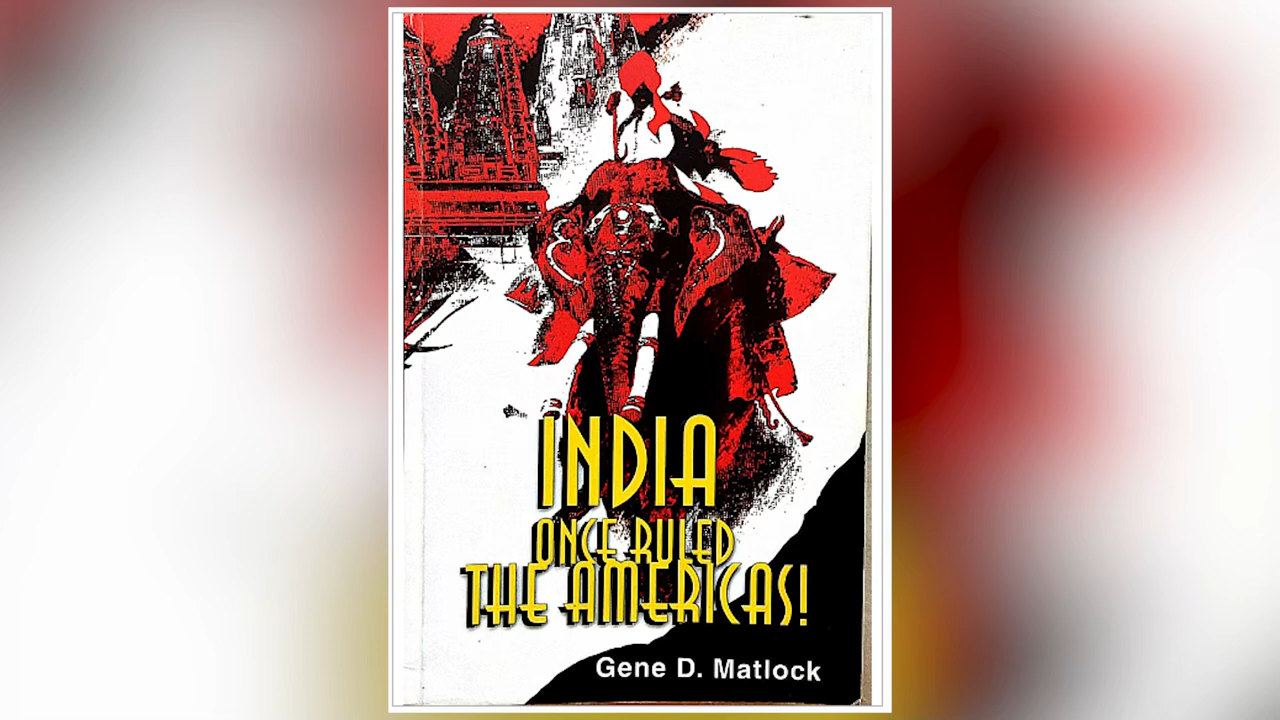 INDIA
ONCE RULED
THE AMERICAS!
Gene D. Matlock